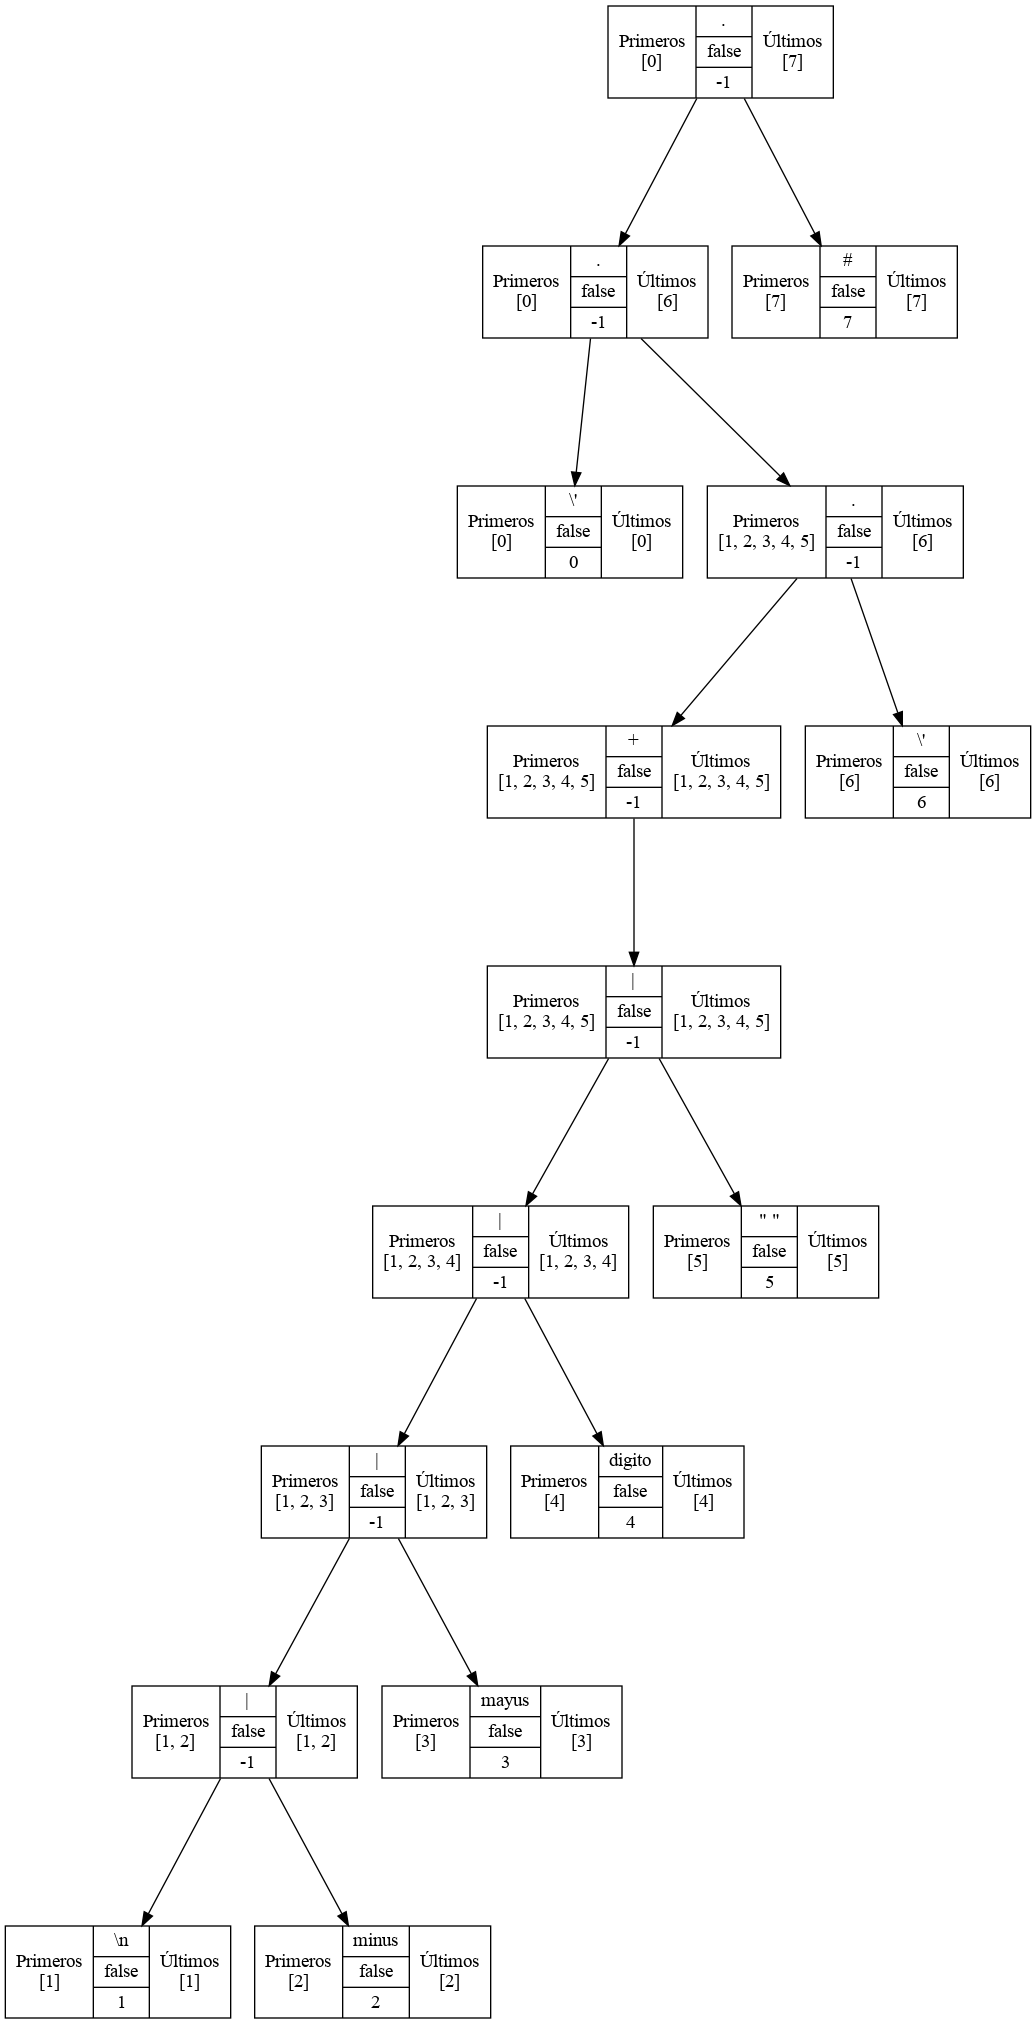 .
Primeros
[0]
false
Últimos
[7]
-1
.
Primeros
[0]
false
Últimos
[6]
-1
#
Primeros
[7]
false
Últimos
[7]
7
\'
Primeros
[0]
false
Últimos
[0]
0
.
Primeros
[1, 2, 3, 4, 5]
false
Últimos
[6]
-1
+
Primeros
[1, 2, 3, 4, 5]
false
Últimos
[1, 2, 3, 4, 5]
-1
\'
Primeros
[6]
false
Últimos
[6]
6
|
Primeros
[1, 2, 3, 4, 5]
false
Últimos
[1, 2, 3, 4, 5]
-1
|
Primeros
[1, 2, 3, 4]
false
Últimos
[1, 2, 3, 4]
-1
" "
Primeros
[5]
false
Últimos
[5]
5
|
Primeros
[1, 2, 3]
false
Últimos
[1, 2, 3]
-1
digito
Primeros
[4]
false
Últimos
[4]
4
|
Primeros
[1, 2]
false
Últimos
[1, 2]
-1
mayus
Primeros
[3]
false
Últimos
[3]
3
\n
Primeros
[1]
false
Últimos
[1]
1
minus
Primeros
[2]
false
Últimos
[2]
2